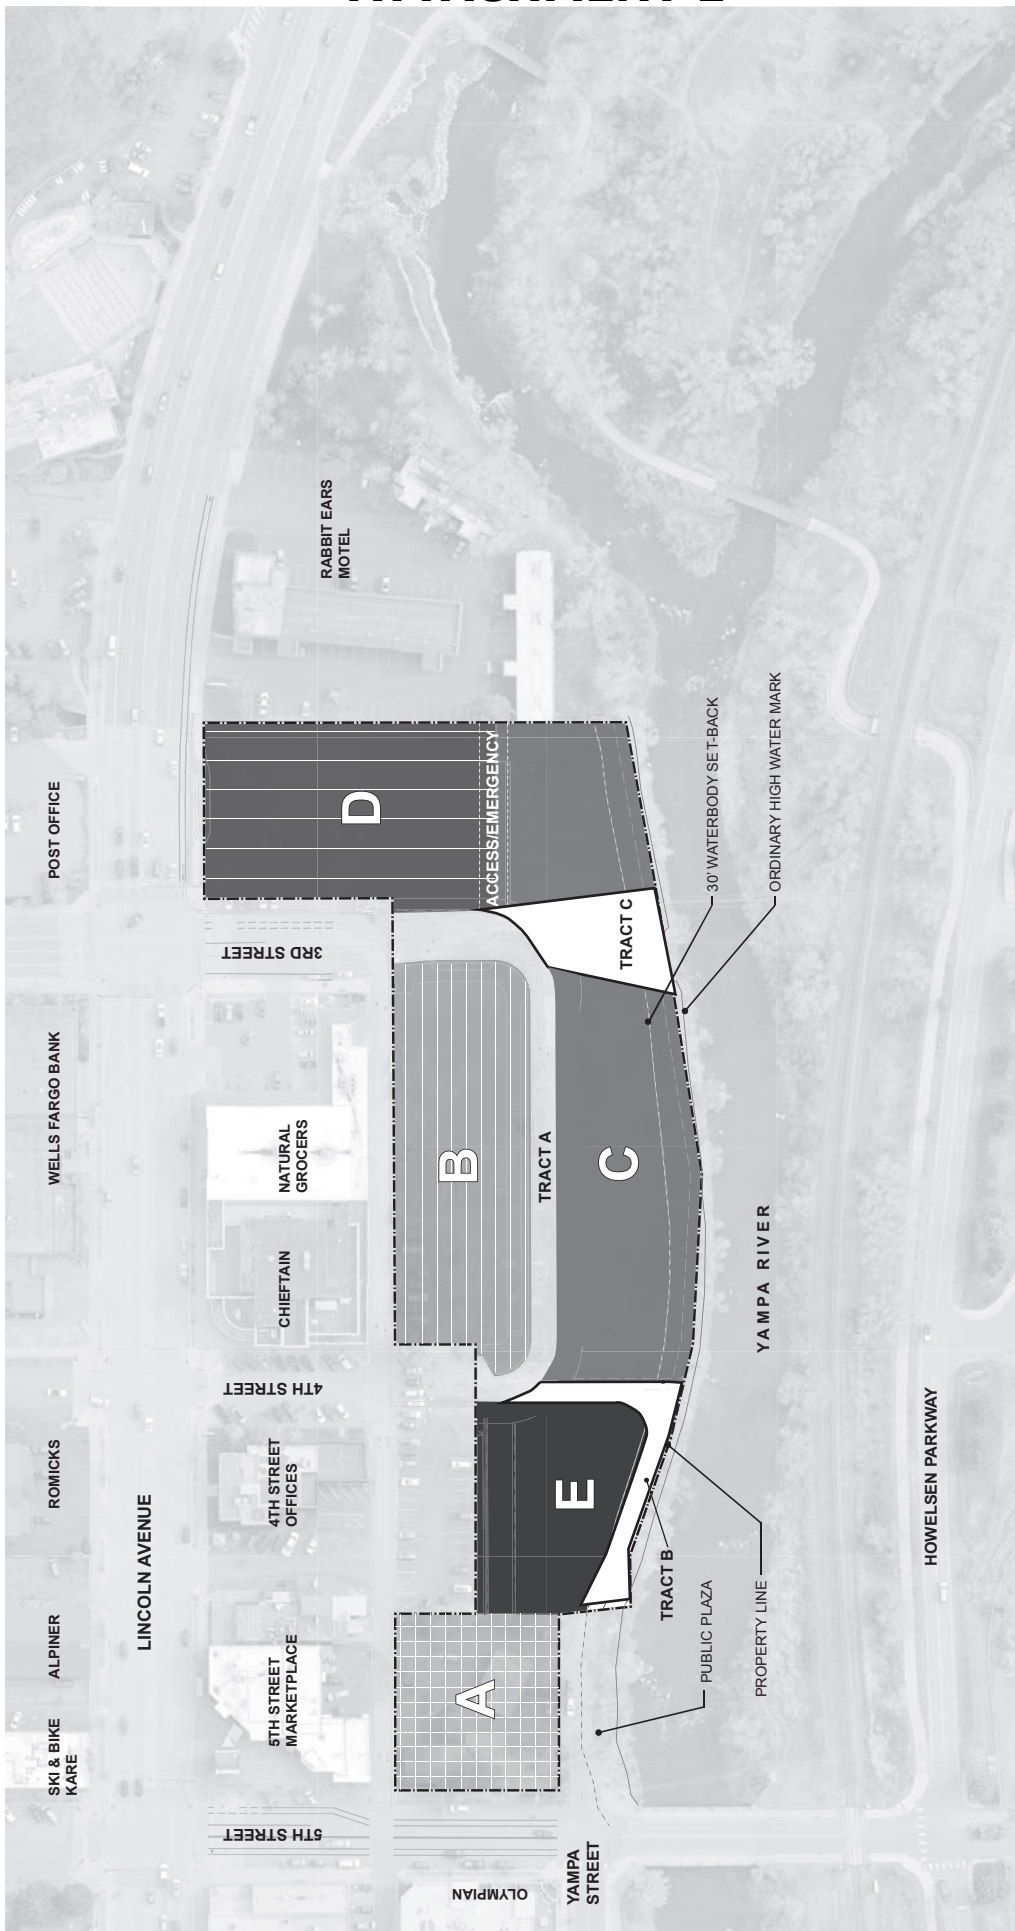 RABBIT EARS
MOTEL
POST OFFICE
D
ACCESS/EMERGENCY
30' WATERBODY SET-BACK
ORDINARY HIGH WATER MARK
3RD STREET
TRACT C
WELLS FARGO BANK
NATURAL
GROCERS
B
TRACT A
C
CHIEFTAIN
YAMPA RIVER
4TH STREET
HOWELSEN PARKWAY
ROMICKS
4TH STREET
OFFICES
E
LINCOLN AVENUE
TRACT B
PUBLIC PLAZA
PROPERTY LINE
ALPINER
5TH STREET
MARKETPLACE
A
SKI & BIKE
KARE
5TH STREET
OLYMPIAN
YAMPA
STREET